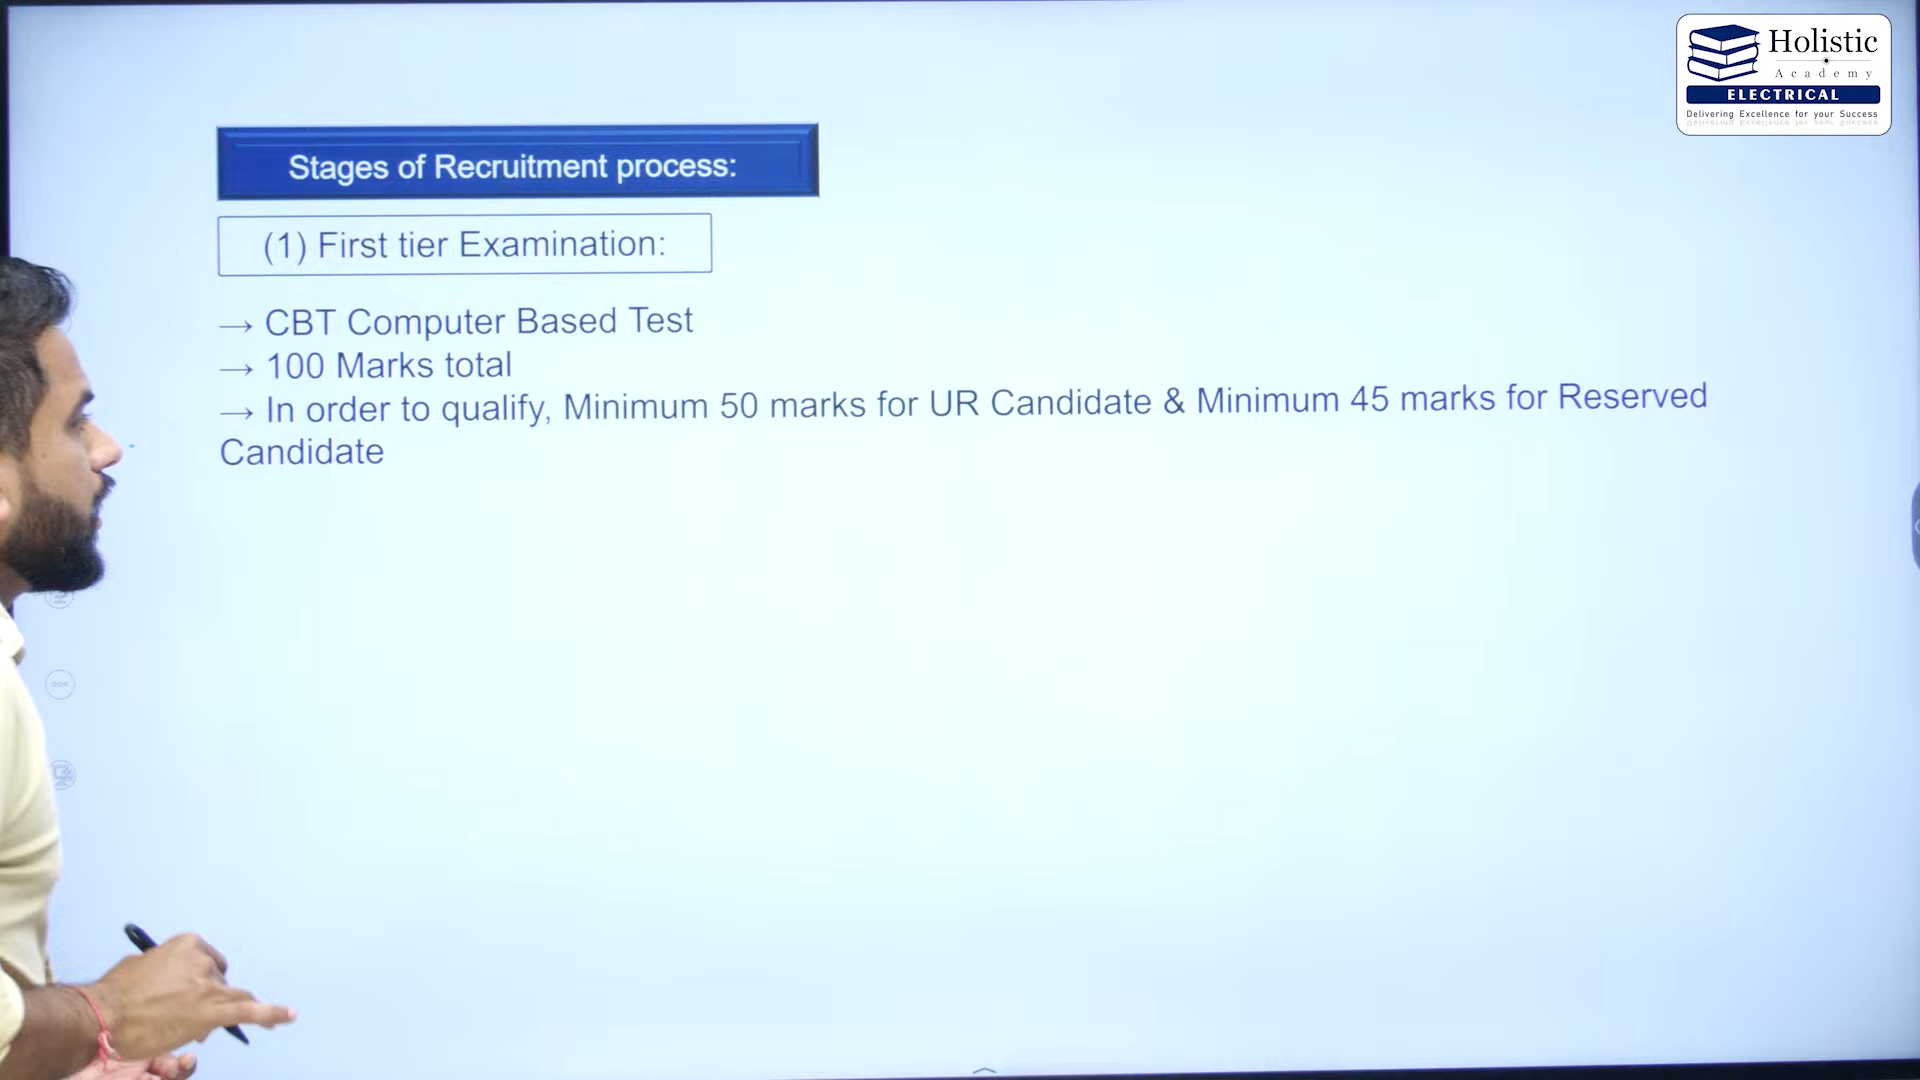 Holistic
Academy
ELECTRICAL
Delivering Excellence for your Success
Stages of Recruitment process:
(1) First tier Examination:
→ CBT Computer Based Test
→ 100 Marks total
→ In order to qualify, Minimum 50 marks for UR Candidate & Minimum 45 marks for Reserved
Candidate